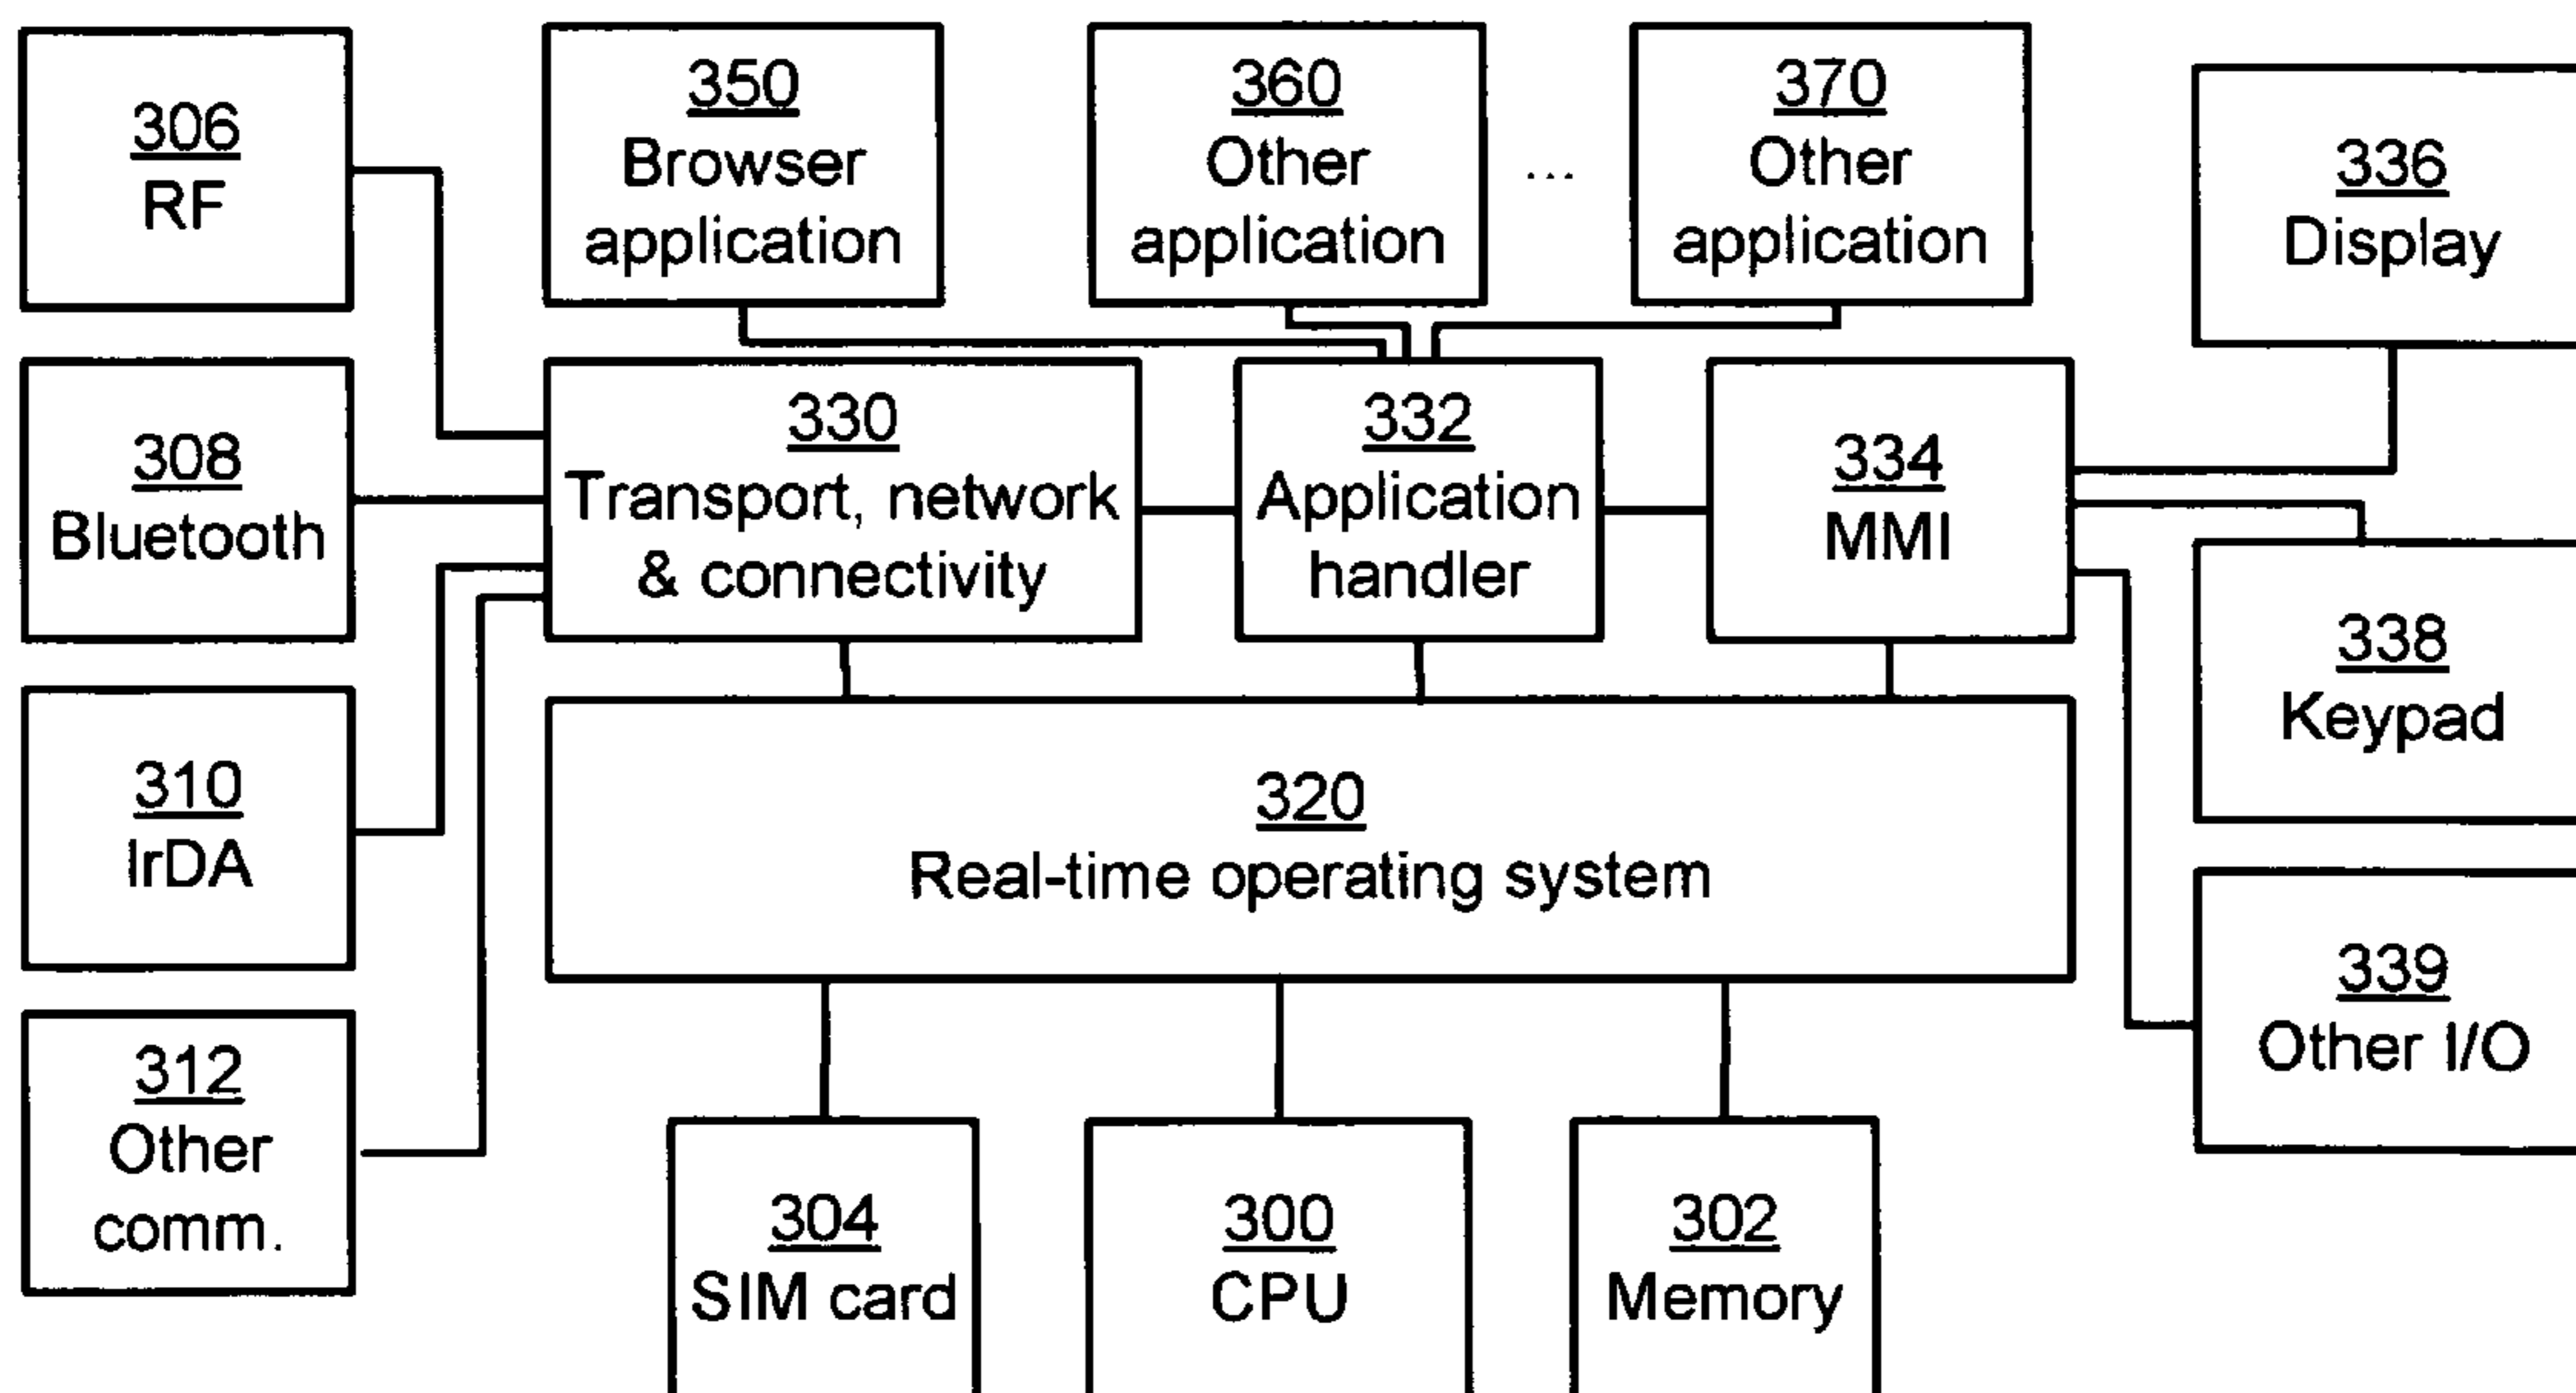 306
RF
350
Browser
application
360
Other
application
...
370
Other
application
336
Display
308
Bluetooth
330
Transport, network
& connectivity
332
Application
handler
334
MMI
338
Keypad
310
IrDA
320
Real-time operating system
339
Other I/O
312
Other
comm.
304
SIM card
300
CPU
302
Memory